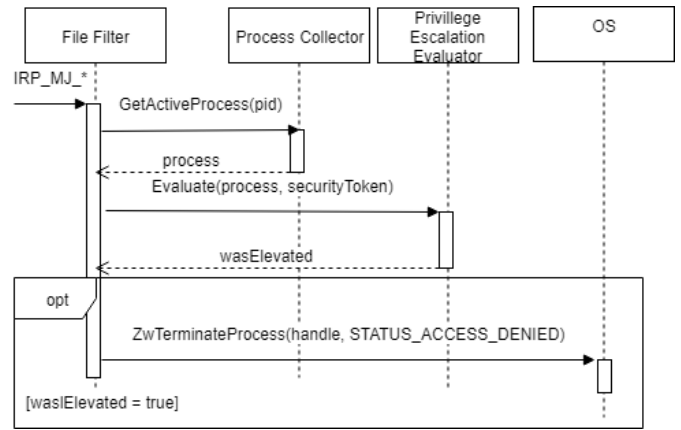 File Filter
Process Collector
Privillege
Escalation
Evaluator
OS
IRP_MJ_*
GetActiveProcess(pid)
process
Evaluate(process, securityToken)
wasElevated
opt
ZwTerminateProcess(handle, STATUS_ACCESS_DENIED)
[waslElevated = true]